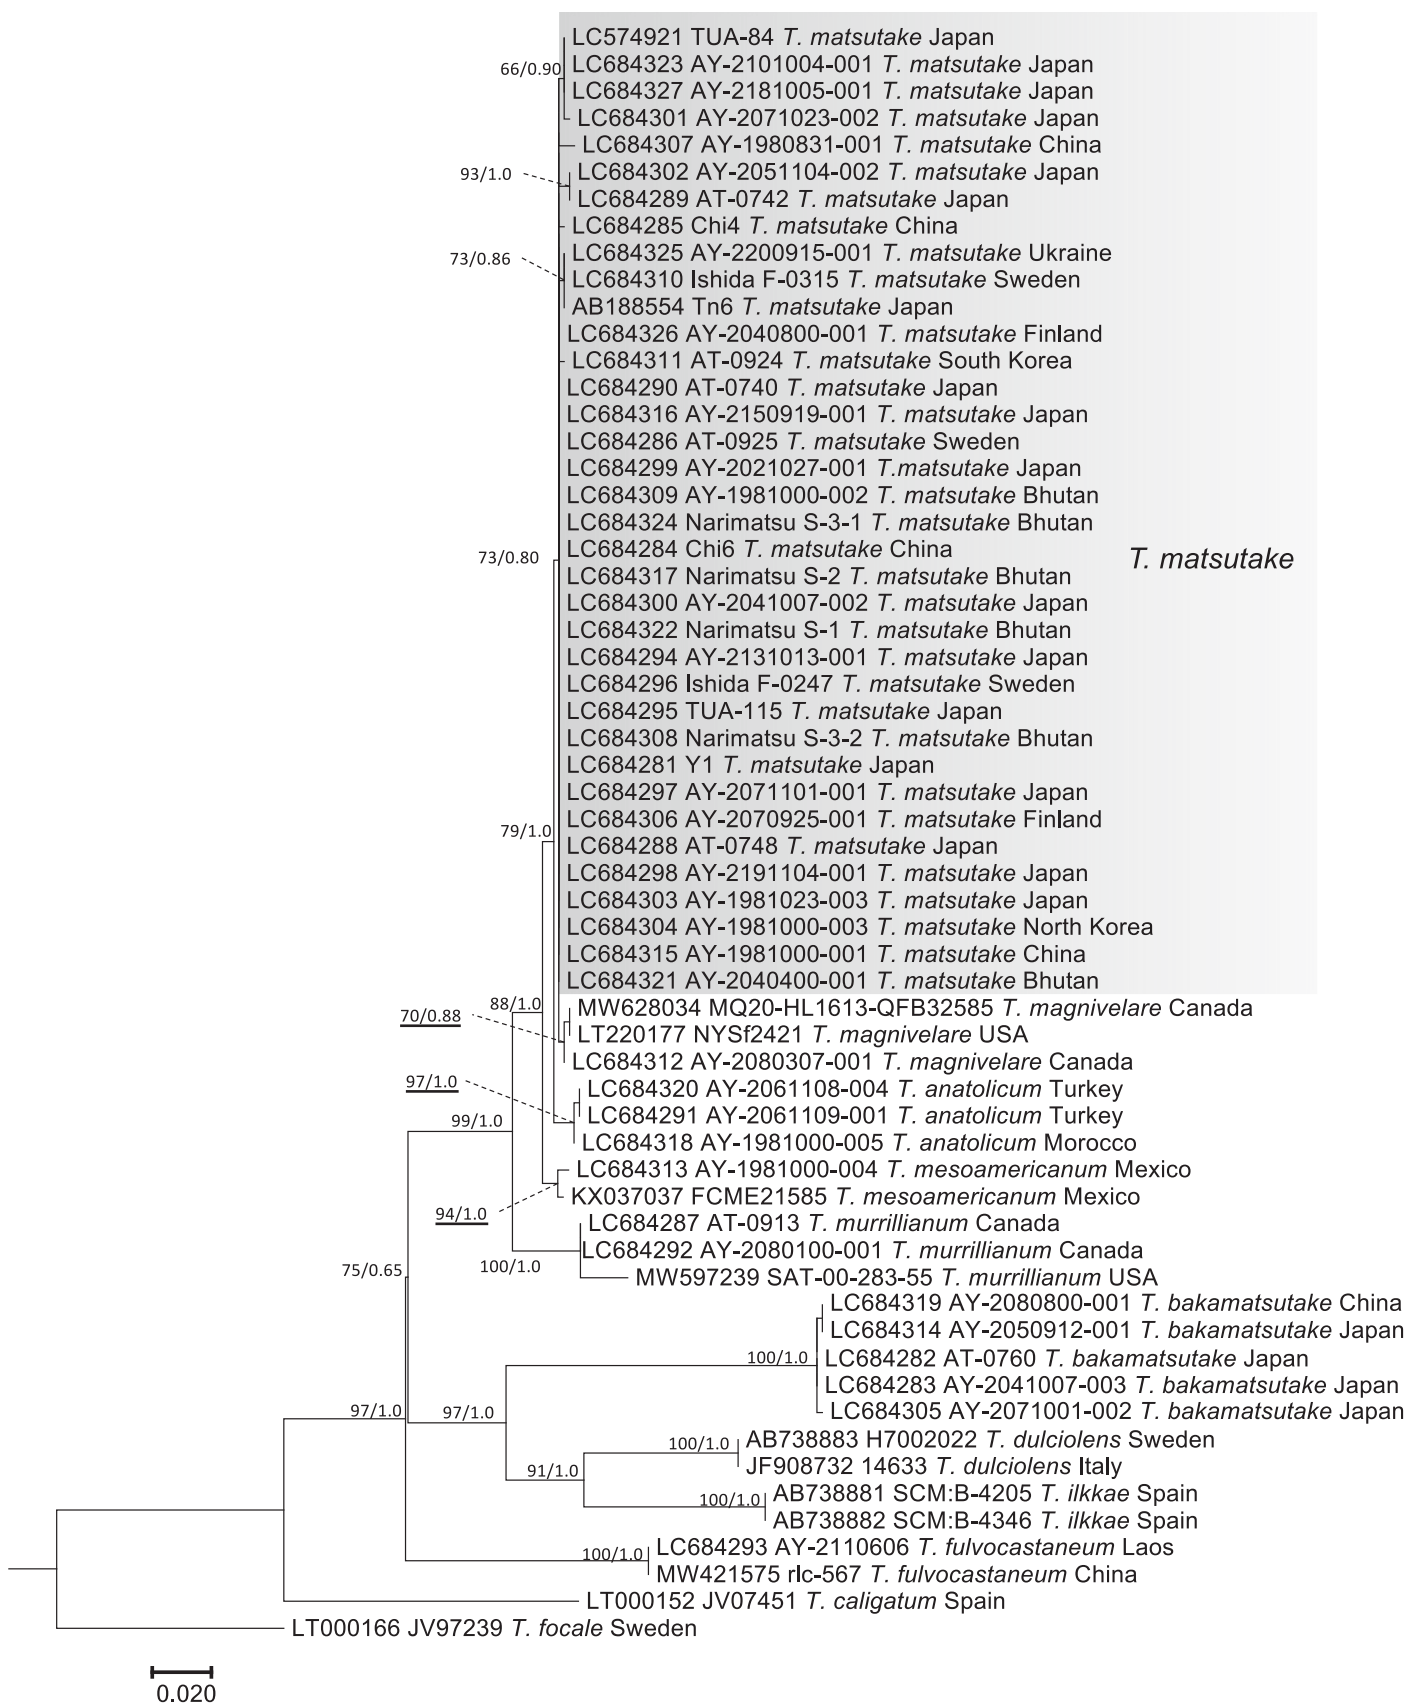 LC574921 TUA-84 T. matsutake Japan
66/0.90
LC684323 AY-2101004-001 T. matsutake Japan
LC684327 AY-2181005-001 T. matsutake Japan
LC684301 AY-2071023-002 T. matsutake Japan
LC684307 AY-1980831-001 T. matsutake China
93/1.0
LC684302 AY-2051104-002 T. matsutake Japan
LC684289 AT-0742 T. matsutake Japan
LC684285 Chi4 T. matsutake China
73/0.86
LC684325 AY-2200915-001 T. matsutake Ukraine
LC684310 Ishida F-0315 T. matsutake Sweden
AB188554 Tn6 T. matsutake Japan
LC684326 AY-2040800-001 T. matsutake Finland
LC684311 AT-0924 T. matsutake South Korea
LC684290 AT-0740 T. matsutake Japan
LC684316 AY-2150919-001 T. matsutake Japan
LC684286 AT-0925 T. matsutake Sweden
LC684299 AY-2021027-001 T.matsutake Japan
LC684309 AY-1981000-002 T. matsutake Bhutan
LC684324 Narimatsu S-3-1 T. matsutake Bhutan
73/0.80
LC684284 Chi6 T. matsutake China
T. matsutake
LC684317 Narimatsu S-2 T. matsutake Bhutan
LC684300 AY-2041007-002 T. matsutake Japan
LC684322 Narimatsu S-1 T. matsutake Bhutan
LC684294 AY-2131013-001 T. matsutake Japan
LC684296 Ishida F-0247 T. matsutake Sweden
LC684295 TUA-115 T. matsutake Japan
LC684308 Narimatsu S-3-2 T. matsutake Bhutan
LC684281 Y1 T. matsutake Japan
LC684297 AY-2071101-001 T. matsutake Japan
LC684306 AY-2070925-001 T. matsutake Finland
79/1.0
LC684288 AT-0748 T. matsutake Japan
LC684298 AY-2191104-001 T. matsutake Japan
LC684303 AY-1981023-003 T. matsutake Japan
LC684304 AY-1981000-003 T. matsutake North Korea
LC684315 AY-1981000-001 T. matsutake China
LC684321 AY-2040400-001 T. matsutake Bhutan
88/1.0
MW628034 MQ20-HL1613-QFB32585 T. magnivelare Canada
70/0.88
LT220177 NYSf2421 T. magnivelare USA
LC684312 AY-2080307-001 T. magnivelare Canada
97/1.0
LC684320 AY-2061108-004 T. anatolicum Turkey
LC684291 AY-2061109-001 T. anatolicum Turkey
99/1.0
LC684318 AY-1981000-005 T. anatolicum Morocco
LC684313 AY-1981000-004 T. mesoamericanum Mexico
KX037037 FCME21585 T. mesoamericanum Mexico
94/1.0
LC684287 AT-0913 T. murrillianum Canada
LC684292 AY-2080100-001 T. murrillianum Canada
75/0.65
100/1.0
MW597239 SAT-00-283-55 T. murrillianum USA
LC684319 AY-2080800-001 T. bakamatsutake China
LC684314 AY-2050912-001 T. bakamatsutake Japan
100/1.0
LC684282 AT-0760 T. bakamatsutake Japan
LC684283 AY-2041007-003 T. bakamatsutake Japan
97/1.0
97/1.0
LC684305 AY-2071001-002 T. bakamatsutake Japan
100/1.0
AB738883 H7002022 T. dulciolens Sweden
JF908732 14633 T. dulciolens Italy
91/1.0
AB738881 SCM:B-4205 T. ilkkae Spain
100/1.0
AB738882 SCM:B-4346 T. ilkkae Spain
LC684293 AY-2110606 T. fulvocastaneum Laos
100/1.0
MW421575 rlc-567 T. fulvocastaneum China
LT000152 JV07451 T. caligatum Spain
LT000166 JV97239 T. focale Sweden
0.020